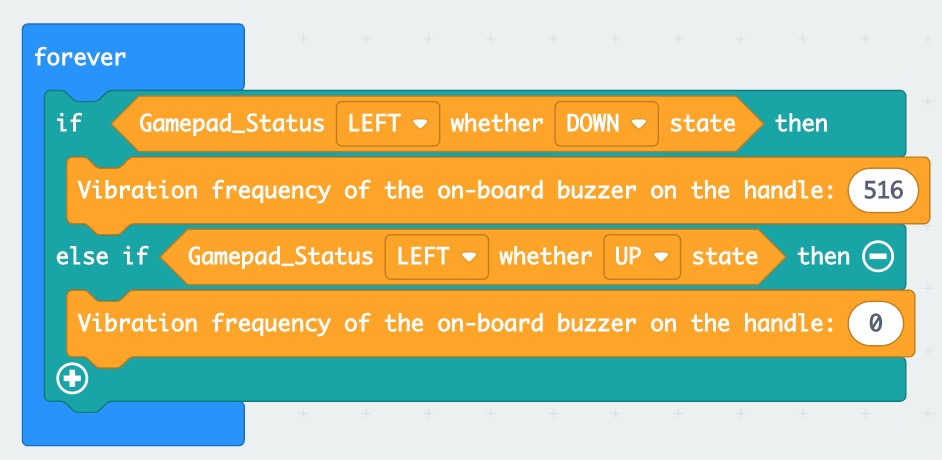 forever
if Gamepad_Status LEFT whether DOWN state then
Vibration frequency of the on-board buzzer on the handle: 516
else if Gamepad_Status LEFT whether UP state then
Vibration frequency of the on-board buzzer on the handle: 0